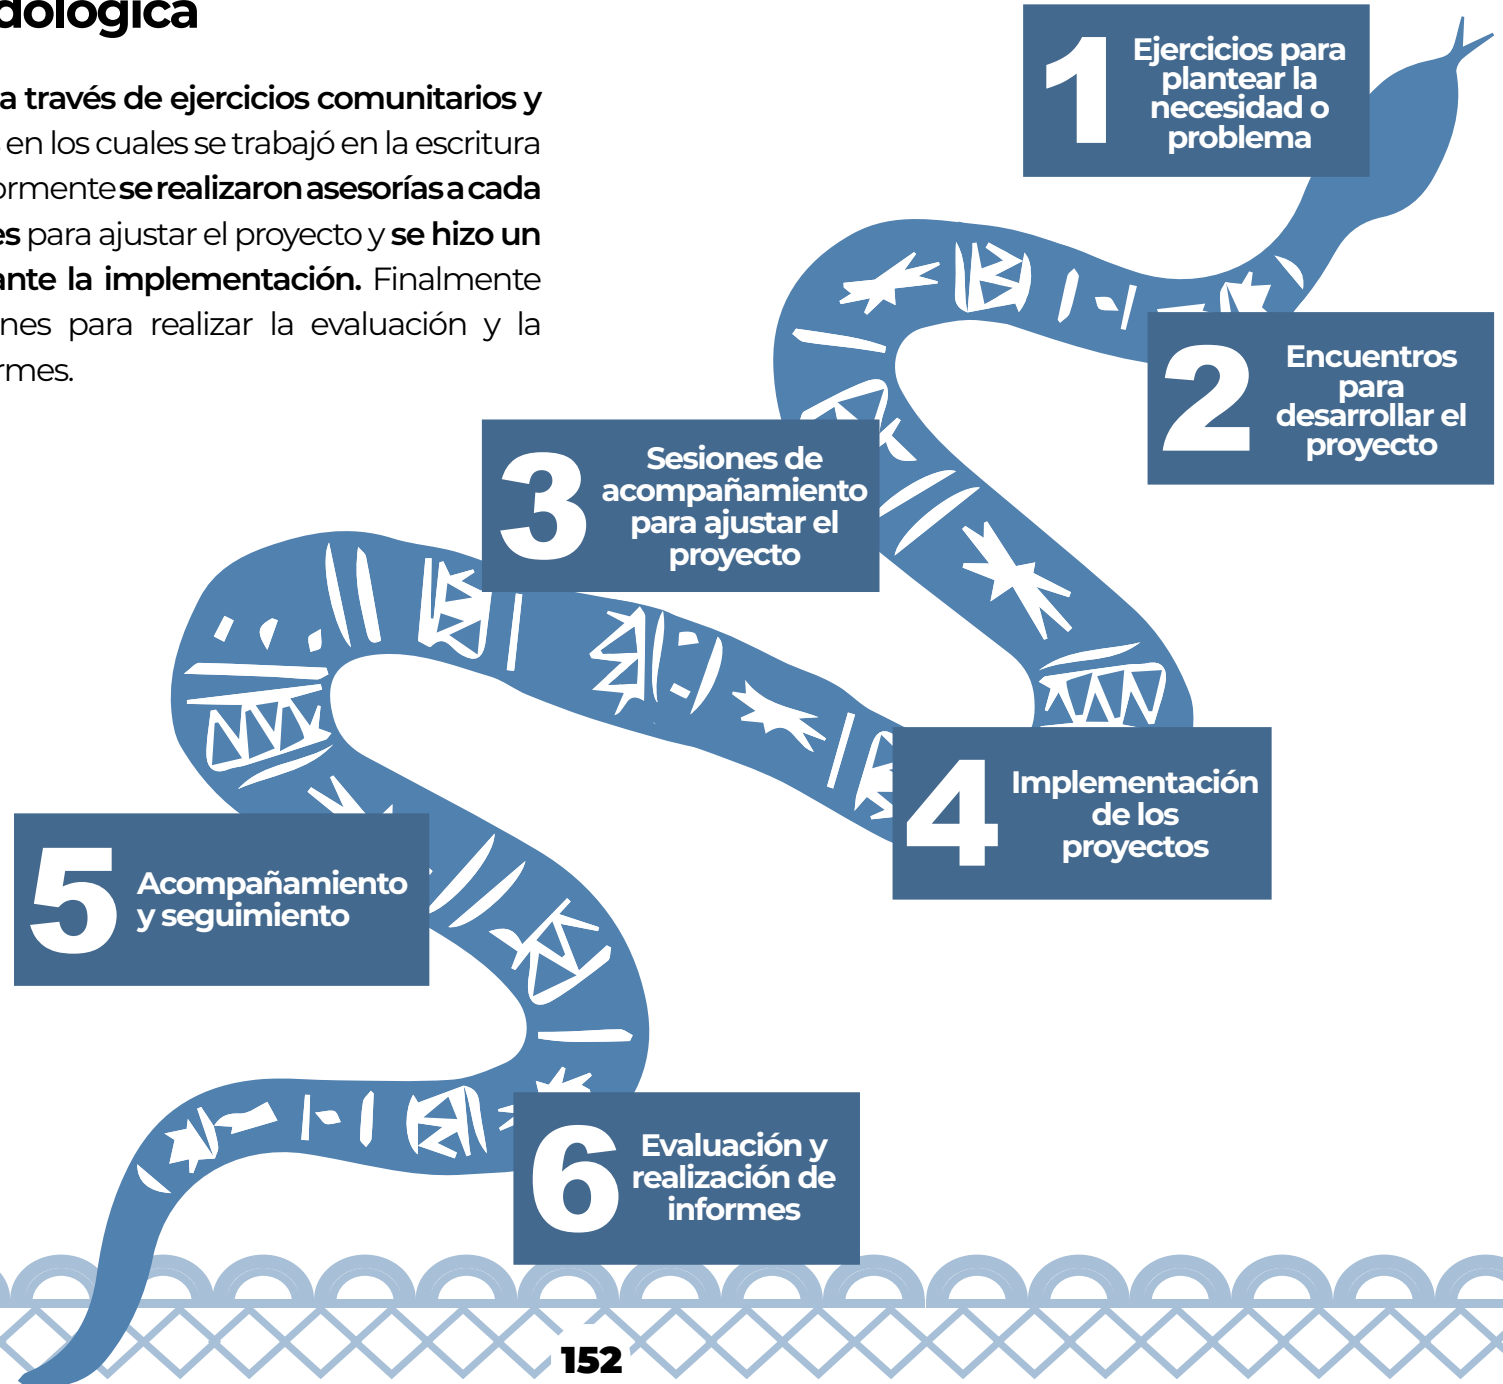 dológica
a través de ejercicios comunitarios y
en los cuales se trabajó en la escritura
ormente se realizaron asesorías a cada
es para ajustar el proyecto y se hizo un
ante la implementación. Finalmente
nes para realizar la evaluación y la
rmes.
1
Ejercicios para
plantear la
necesidad o
problema
2
Encuentros
para
desarrollar el
proyecto
3
Sesiones de
acompañamiento
para ajustar el
proyecto
4
Implementación
de los
proyectos
5
Acompañamiento
y seguimiento
6
Evaluación y
realización de
informes
152